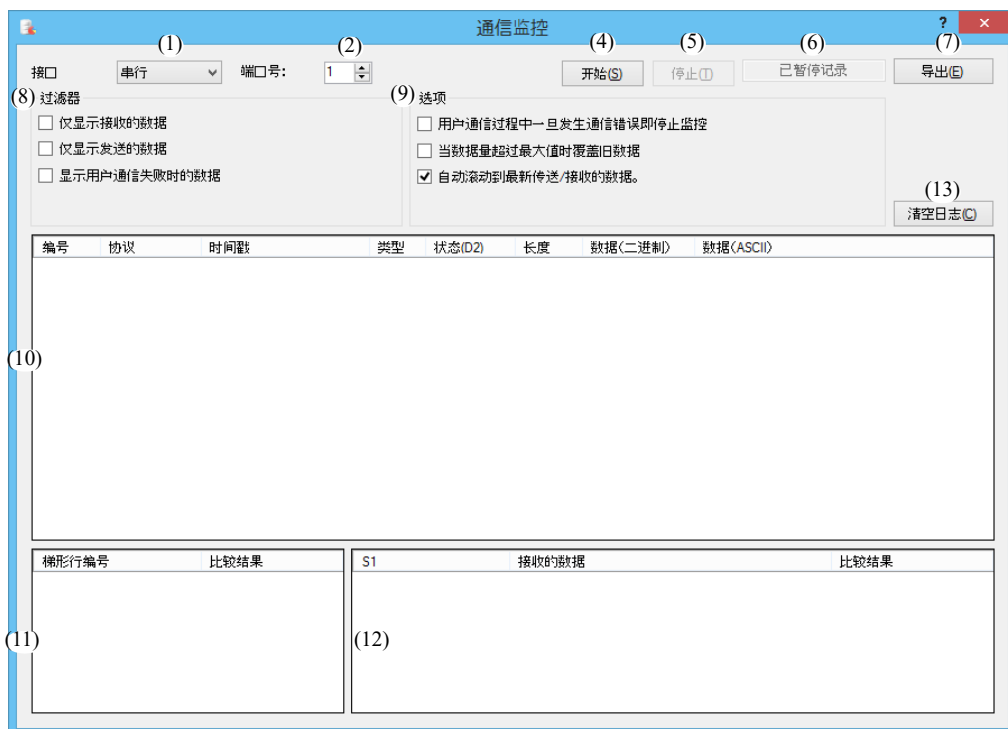 通信监控
?
×
(1)
(2)
(4)
(5)
(6)
(7)
接口
串行
端口号:
1
开始(S)
停止(T)
已暂停记录
导出(E)
(8) 过滤器
仅显示接收的数据
仅显示发送的数据
显示用户通信失败时的数据
(9) 选项
用户通信过程中一旦发生通信错误即停止监控
当数据量超过最大值时覆盖旧数据
自动滚动到最新传送/接收的数据。
(13)
清空日志(C)
编号 协议 时间戳 类型 状态(D2) 长度 数据(二进制) 数据(ASCII)
(10)
梯形行编号 比较结果
(11)
S1 接收的数据 比较结果
(12)